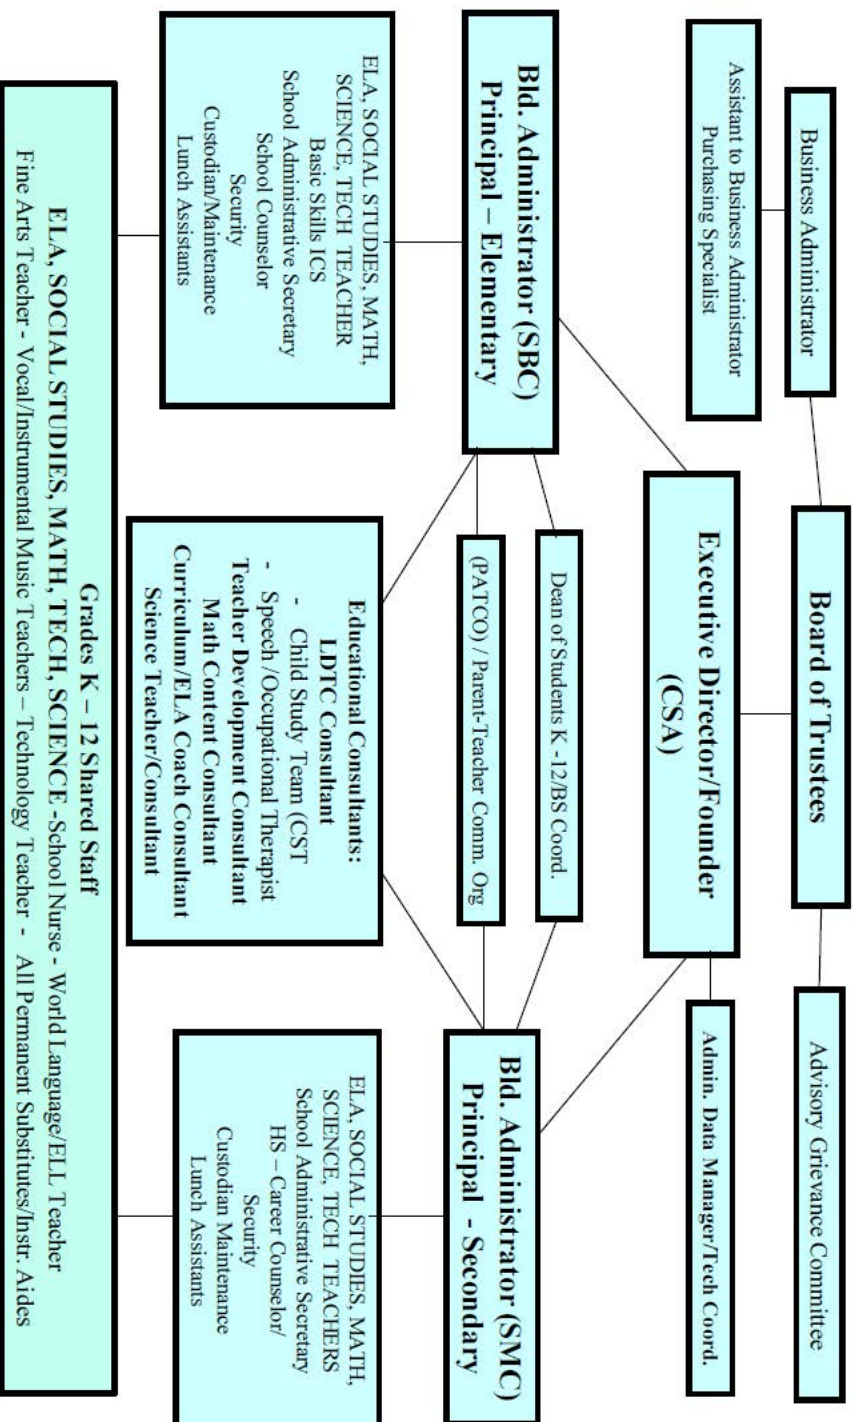 Board of Trustees
Business Administrator
Advisory Grievance Committee
Assistant to Business Administrator
Purchasing Specialist
Executive Director/Founder
(CSA)
Admin. Data Manager/Tech Coord.
Bld. Administrator (SBC)
Principal – Elementary
Dean of Students K - 12/BS Coord.
(PATCO) / Parent-Teacher Comm. Org
Bld. Administrator (SMC)
Principal - Secondary
ELA, SOCIAL STUDIES, MATH,
SCIENCE, TECH TEACHER
Basic Skills ICS
School Administrative Secretary
School Counselor
Security
Custodian/Maintenance
Lunch Assistants
Educational Consultants:
LDTC Consultant
- Child Study Team (CST
- Speech /Occupational Therapist
Teacher Development Consultant
Math Content Consultant
Curriculum/ELA Coach Consultant
Science Teacher/Consultant
ELA, SOCIAL STUDIES, MATH,
SCIENCE, TECH TEACHERS
School Administrative Secretary
HS – Career Counselor/
Security
Custodian Maintenance
Lunch Assistants
Grades K – 12 Shared Staff
ELA, SOCIAL STUDIES, MATH, TECH, SCIENCE -School Nurse - World Language/ELL Teacher
Fine Arts Teacher - Vocal/Instrumental Music Teachers – Technology Teacher - All Permanent Substitutes/Instr. Aides